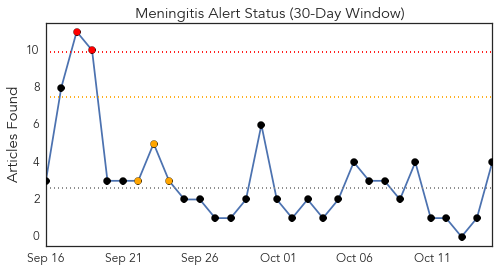 Meningitis Alert Status (30-Day Window)
Articles Found
10
8
6
4
2
0
Sep 16 Sep 21 Sep 26 Oct 01 Oct 06 Oct 11